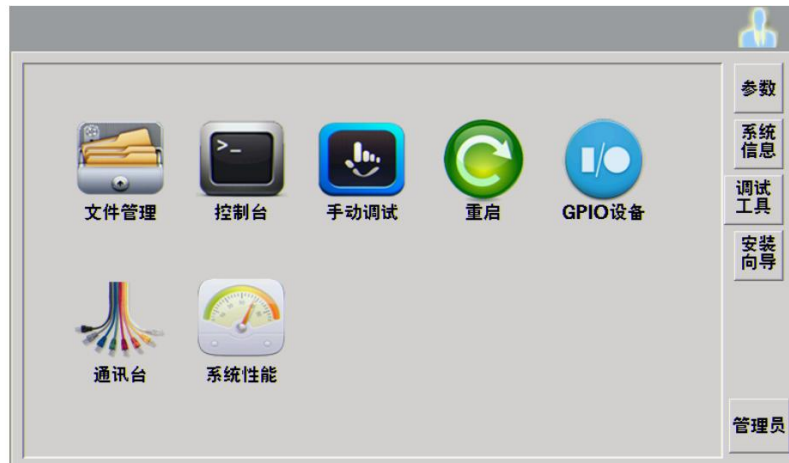 参数
系统
信息
调试
工具
安装
向导
管理员
>_
文件管理
控制台
手动调试
重启
I/O
GPIO设备
通讯台
系统性能